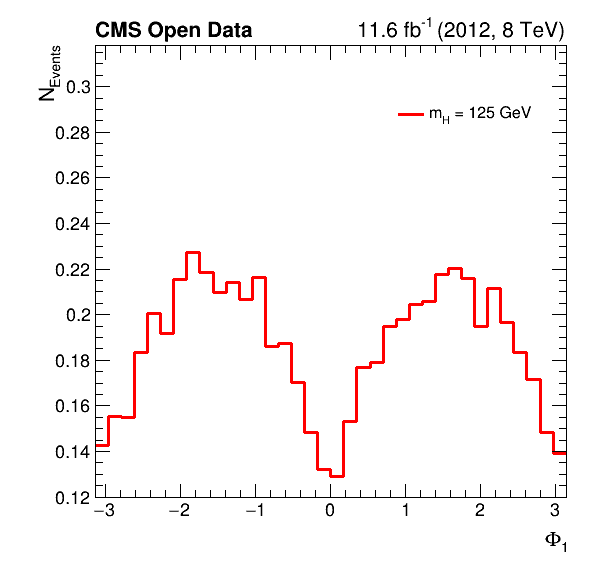 CMS Open Data 11.6 fb⁻¹ (2012, 8 TeV)
N_Events
m_H = 125 GeV
0.3
0.28
0.26
0.24
0.22
0.2
0.18
0.16
0.14
0.12
−3 −2 −1 0 1 2 3
Φ₁